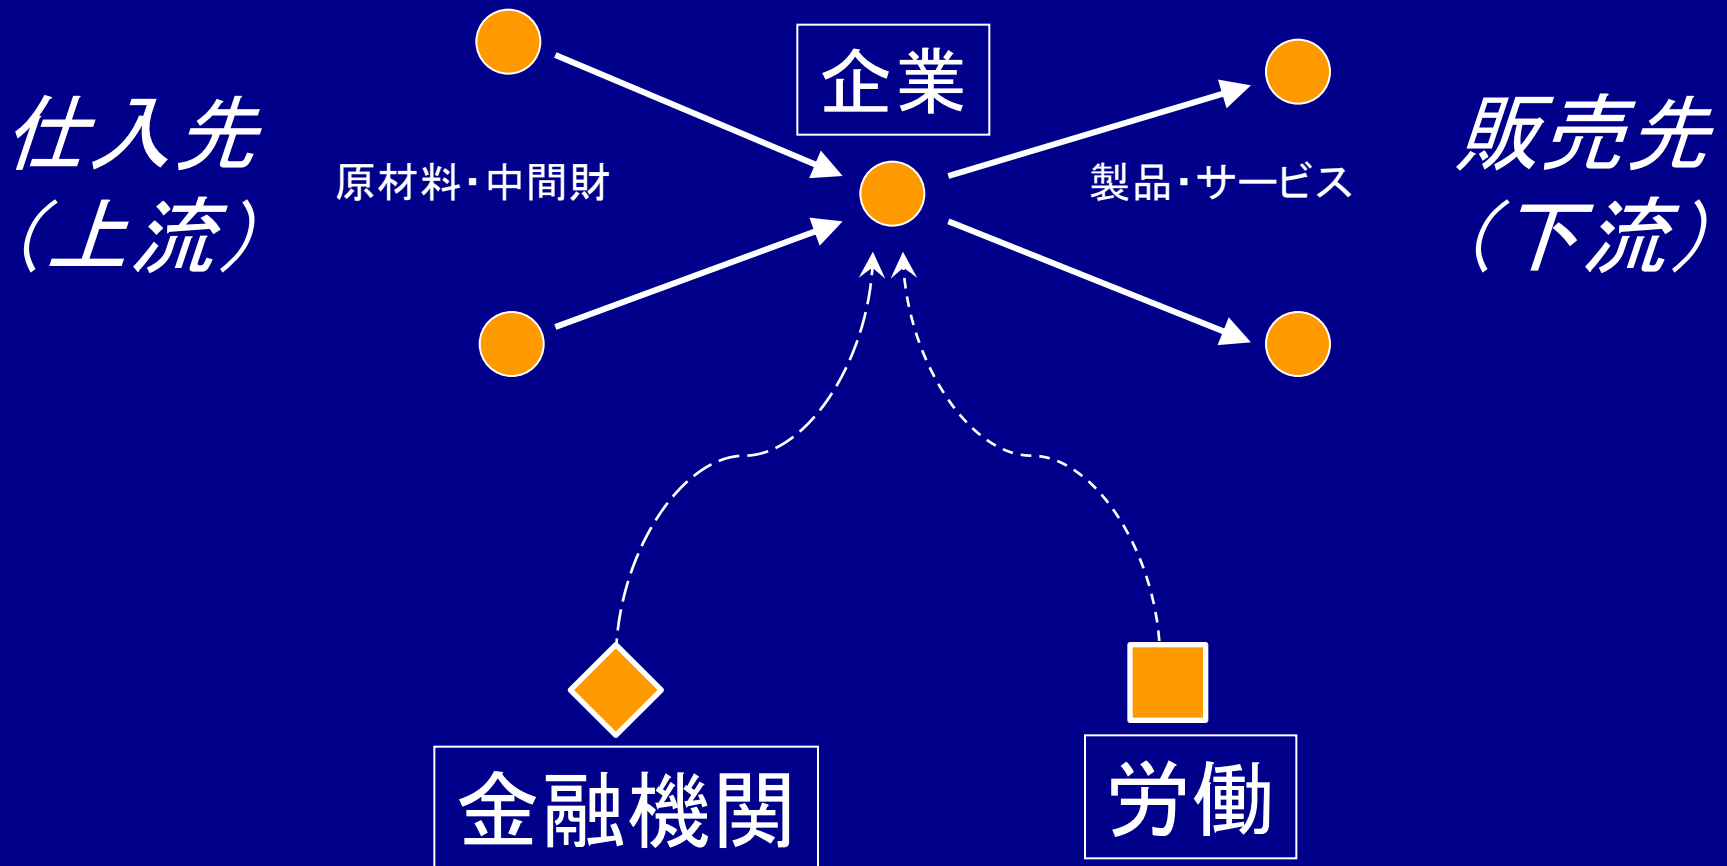 企業
仕入先
（上流）
原材料・中間財
製品・サービス
販売先
（下流）
金融機関
労働